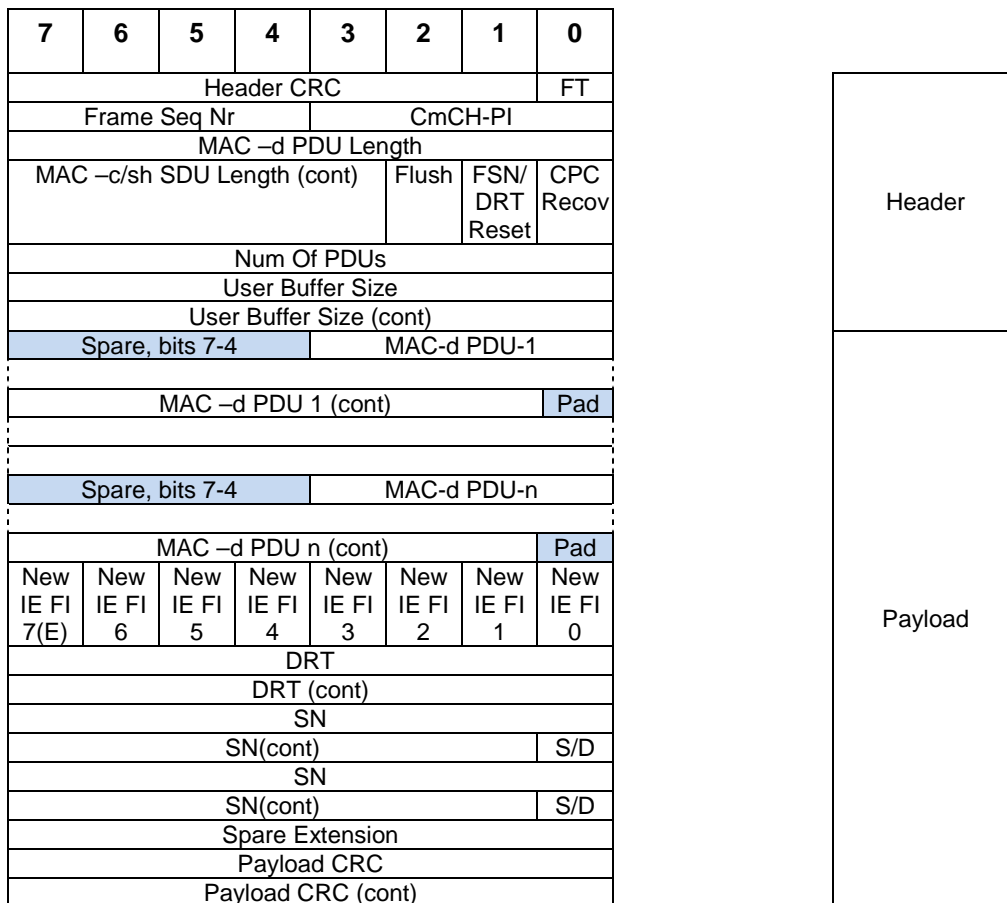 7 6 5 4 3 2 1 0
Header CRC FT
Frame Seq Nr CmCH-PI
MAC –d PDU Length
MAC –c/sh SDU Length (cont) Flush FSN/ CPC
DRT Recov
Reset
Header
Num Of PDUs
User Buffer Size
User Buffer Size (cont)
Spare, bits 7-4 MAC-d PDU-1
MAC –d PDU 1 (cont) Pad
Spare, bits 7-4 MAC-d PDU-n
MAC –d PDU n (cont) Pad
New New New New New New New New
IE FI IE FI IE FI IE FI IE FI IE FI IE FI IE FI
7(E) 6 5 4 3 2 1 0
Payload
DRT
DRT (cont)
SN
SN(cont) S/D
SN
SN(cont) S/D
Spare Extension
Payload CRC
Payload CRC (cont)